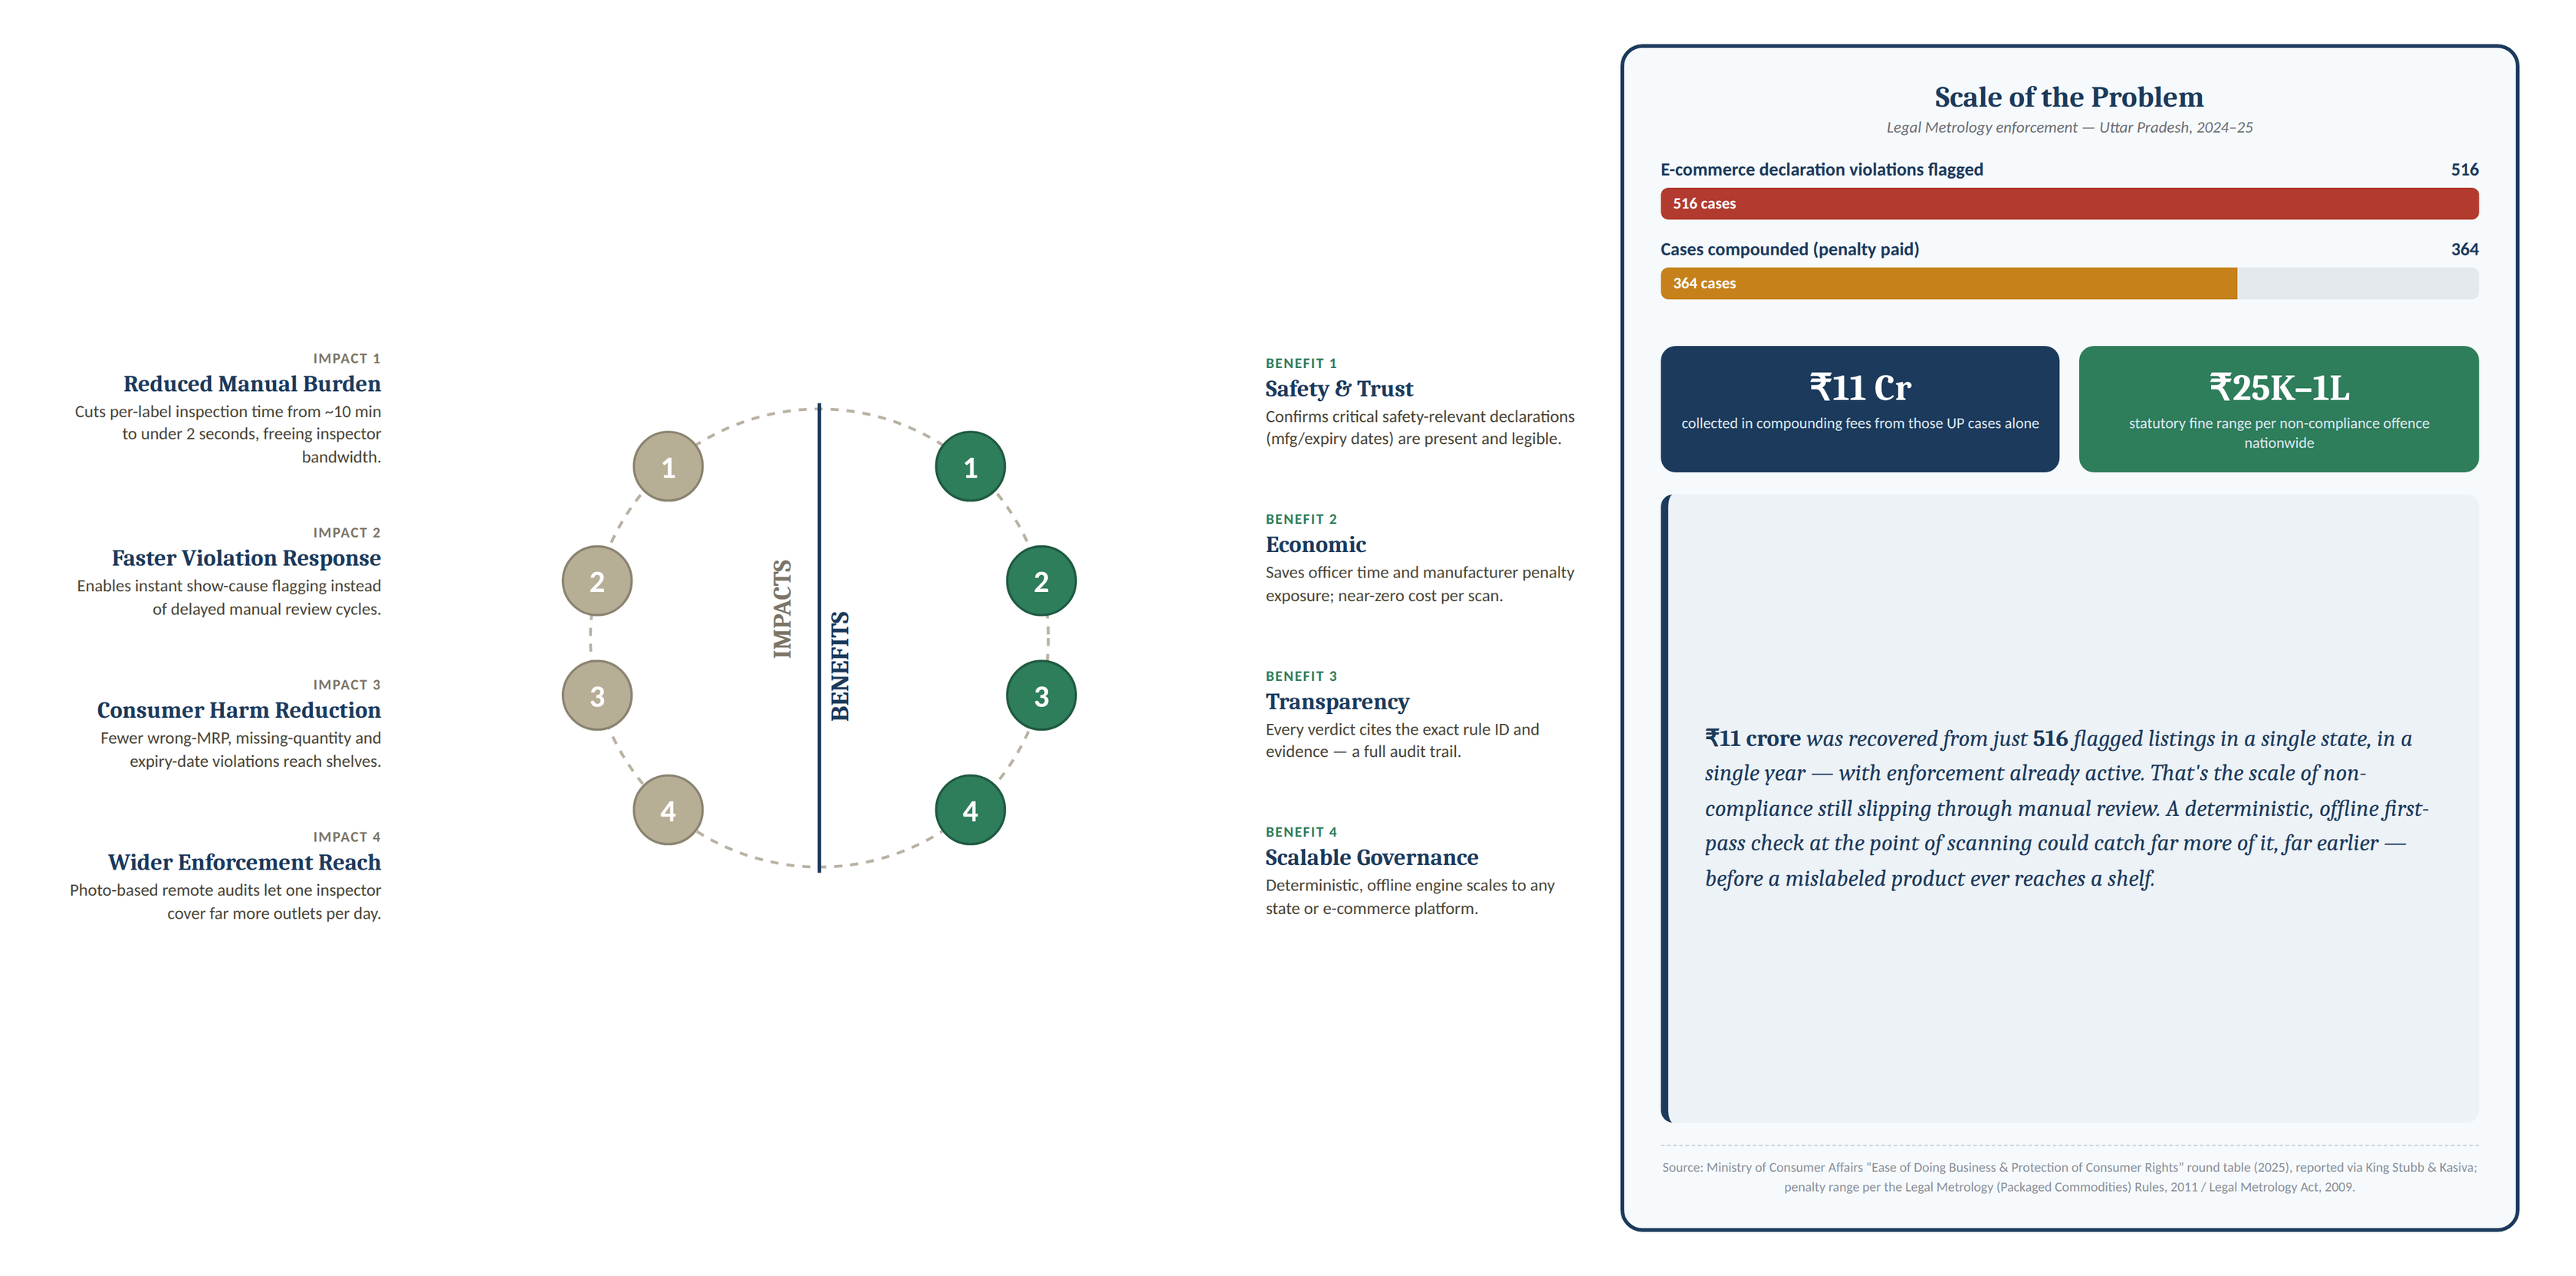 IMPACT 1
Reduced Manual Burden
Cuts per-label inspection time from ~10 min
to under 2 seconds, freeing inspector
bandwidth.
IMPACT 2
Faster Violation Response
Enables instant show-cause flagging instead
of delayed manual review cycles.
IMPACT 3
Consumer Harm Reduction
Fewer wrong-MRP, missing-quantity and
expiry-date violations reach shelves.
IMPACT 4
Wider Enforcement Reach
Photo-based remote audits let one inspector
cover far more outlets per day.
1
2
3
4
IMPACTS
BENEFITS
1
2
3
4
BENEFIT 1
Safety & Trust
Confirms critical safety-relevant declarations
(mfg/expiry dates) are present and legible.
BENEFIT 2
Economic
Saves officer time and manufacturer penalty
exposure; near-zero cost per scan.
BENEFIT 3
Transparency
Every verdict cites the exact rule ID and
evidence — a full audit trail.
BENEFIT 4
Scalable Governance
Deterministic, offline engine scales to any
state or e-commerce platform.
Scale of the Problem
Legal Metrology enforcement — Uttar Pradesh, 2024–25
E-commerce declaration violations flagged 516
516 cases
Cases compounded (penalty paid) 364
364 cases
₹11 Cr
collected in compounding fees from those UP cases alone
₹25K–1L
statutory fine range per non-compliance offence
nationwide
₹11 crore was recovered from just 516 flagged listings in a single state, in a
single year — with enforcement already active. That's the scale of non-
compliance still slipping through manual review. A deterministic, offline first-
pass check at the point of scanning could catch far more of it, far earlier —
before a mislabeled product ever reaches a shelf.
Source: Ministry of Consumer Affairs “Ease of Doing Business & Protection of Consumer Rights” round table (2025), reported via King Stubb & Kasiva;
penalty range per the Legal Metrology (Packaged Commodities) Rules, 2011 / Legal Metrology Act, 2009.